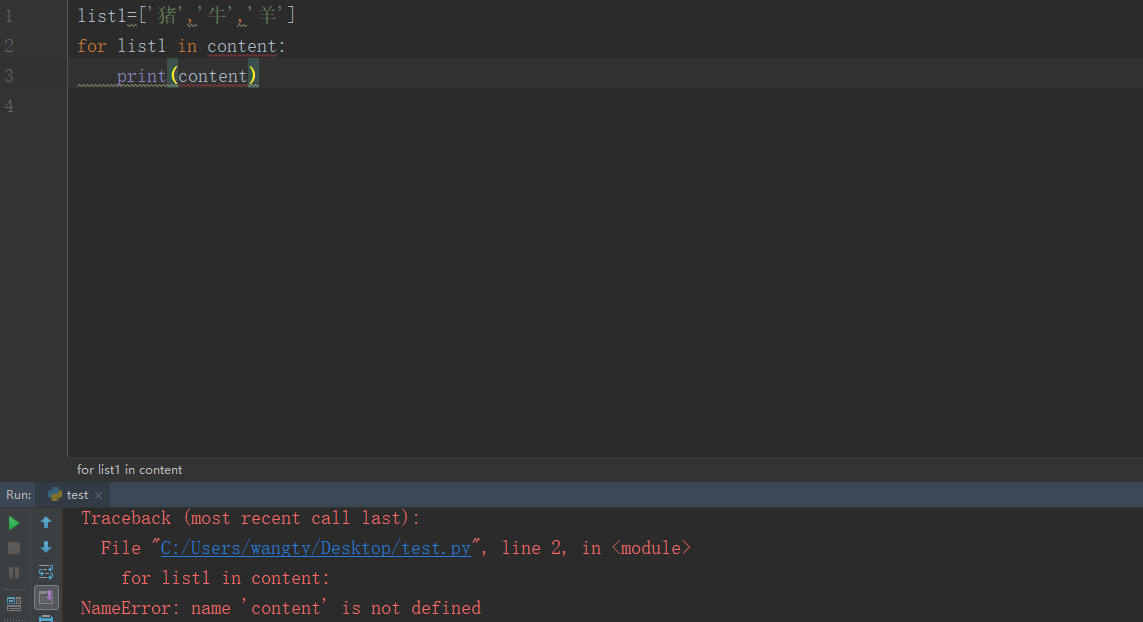 1 list1=['猪','牛','羊']
2 for list1 in content:
3     print(content)
4
for list1 in content
Run: test ×
Traceback (most recent call last):
  File "C:/Users/wangty/Desktop/test.py", line 2, in <module>
    for list1 in content:
NameError: name 'content' is not defined